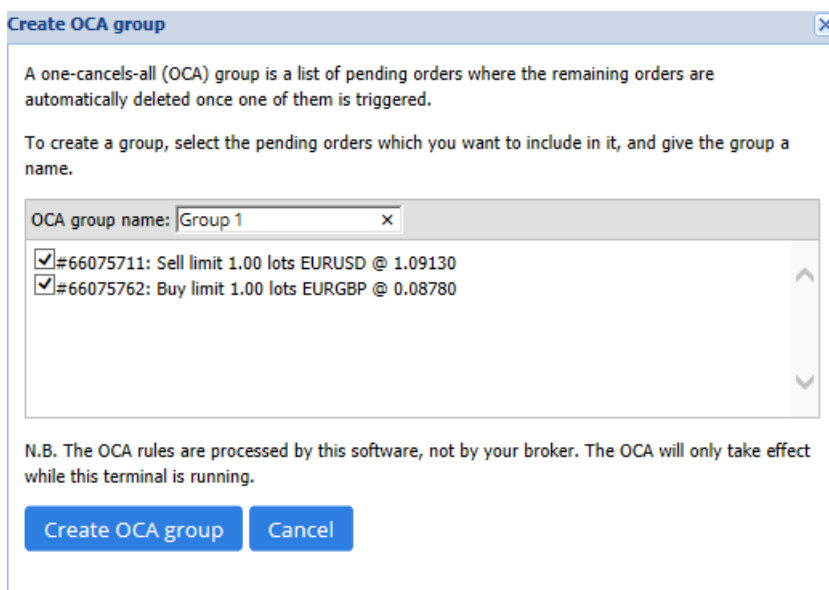 Create OCA group
A one-cancels-all (OCA) group is a list of pending orders where the remaining orders are
automatically deleted once one of them is triggered.
To create a group, select the pending orders which you want to include in it, and give the group a
name.
OCA group name: Group 1
#66075711: Sell limit 1.00 lots EURUSD @ 1.09130
#66075762: Buy limit 1.00 lots EURGBP @ 0.08780
N.B. The OCA rules are processed by this software, not by your broker. The OCA will only take effect
while this terminal is running.
Create OCA group Cancel